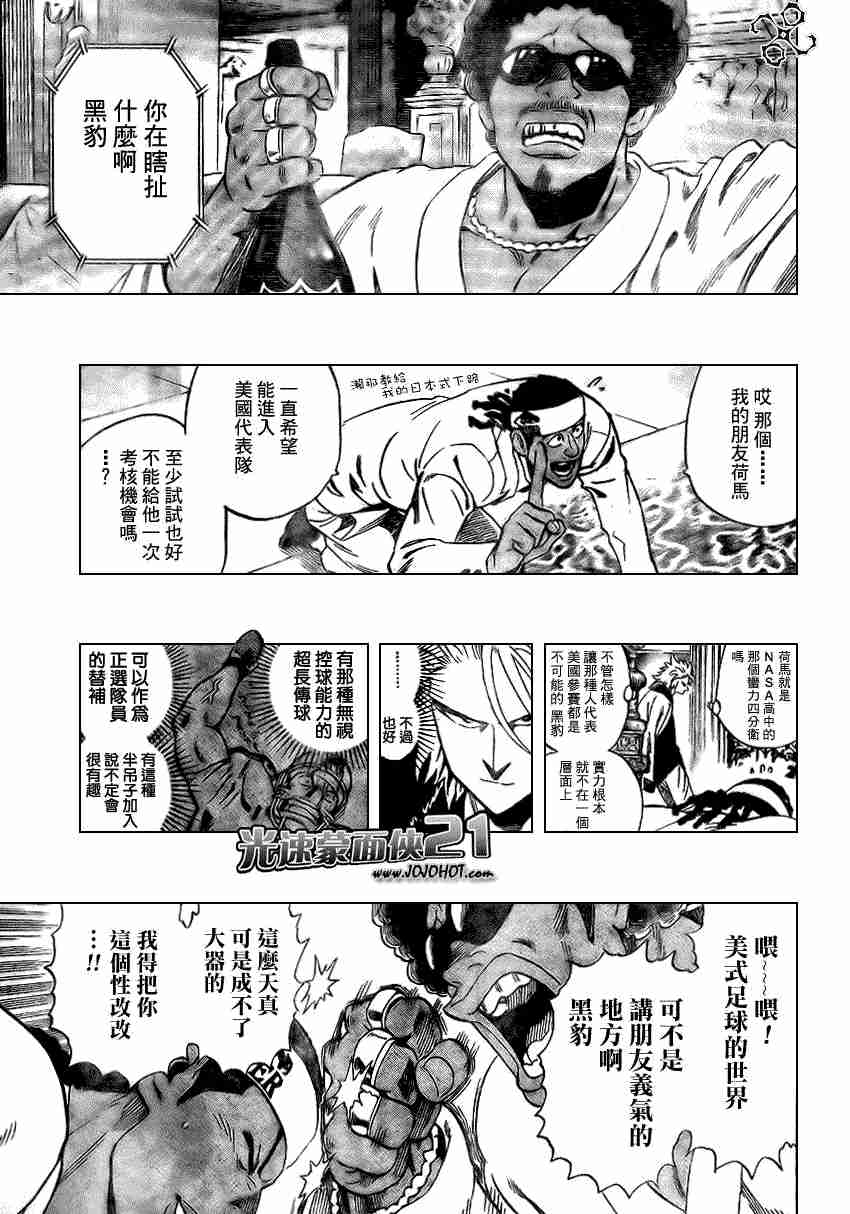 你在瞎扯
什麼啊
黑豹
哎 那個……
我的朋友荷馬
瀨那教給
我的日本式下跪
一直希望
能進入
美國代表隊
至少試試也好
不能給他一次
考核機會嗎
…?
荷馬就是
NASA高中的
那個蠻力四分衛
嗎
不管怎樣
讓那種人代表
美國參賽都是
不可能的 黑豹
實力根本
就不在一個
層面上
……
不過
也好
有那種無視
控球能力的
超長傳球
可以作為
正選隊員
的替補
有這種
半吊子加入
說不定會
很有趣
光速蒙面俠21
www.JOJOHOT.com
喂~~喂!
美式足球的世界
可不是
講朋友義氣的
地方啊
黑豹
這麼天真
可是成不了
大器的
我得把你
這個性改改
…!!